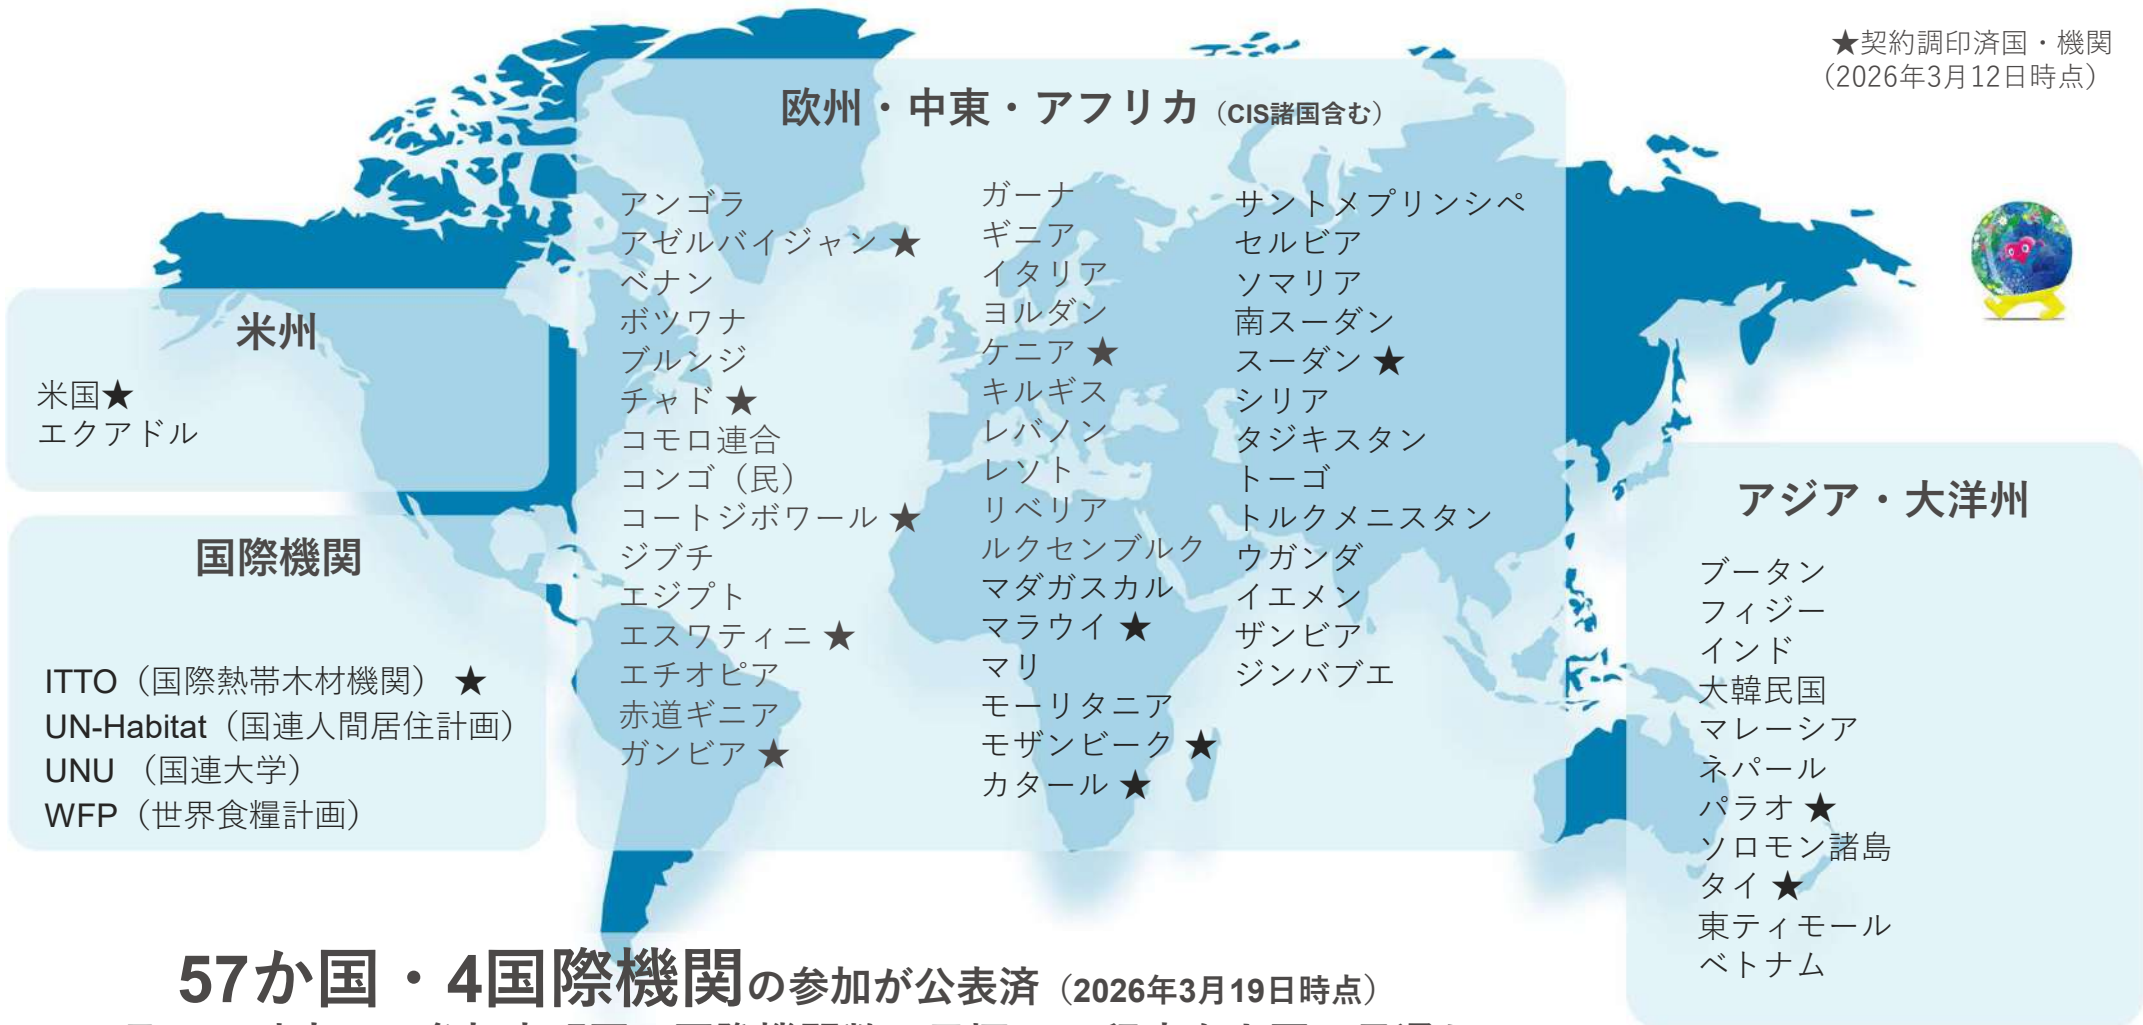 ★契約調印済国・機関
（2026年3月12日時点）
欧州・中東・アフリカ（CIS諸国含む）
アンゴラ
アゼルバイジャン ★
ベナン
ボツワナ
ブルンジ
チャド ★
コモロ連合
コンゴ（民）
コートジボワール ★
ジブチ
エジプト
エスワティニ ★
エチオピア
赤道ギニア
ガンビア ★
ガーナ
ギニア
イタリア
ヨルダン
ケニア ★
キルギス
レバノン
レソト
リベリア
ルクセンブルク
マダガスカル
マラウイ ★
マリ
モーリタニア
モザンビーク ★
カタール ★
サントメプリンシペ
セルビア
ソマリア
南スーダン
スーダン ★
シリア
タジキスタン
トーゴ
トルクメニスタン
ウガンダ
イエメン
ザンビア
ジンバブエ
米州
米国★
エクアドル
国際機関
ITTO（国際熱帯木材機関） ★
UN-Habitat（国連人間居住計画）
UNU （国連大学）
WFP（世界食糧計画）
アジア・大洋州
ブータン
フィジー
インド
大韓民国
マレーシア
ネパール
パラオ ★
ソロモン諸島
タイ ★
東ティモール
ベトナム
57か国・4国際機関の参加が公表済（2026年3月19日時点）